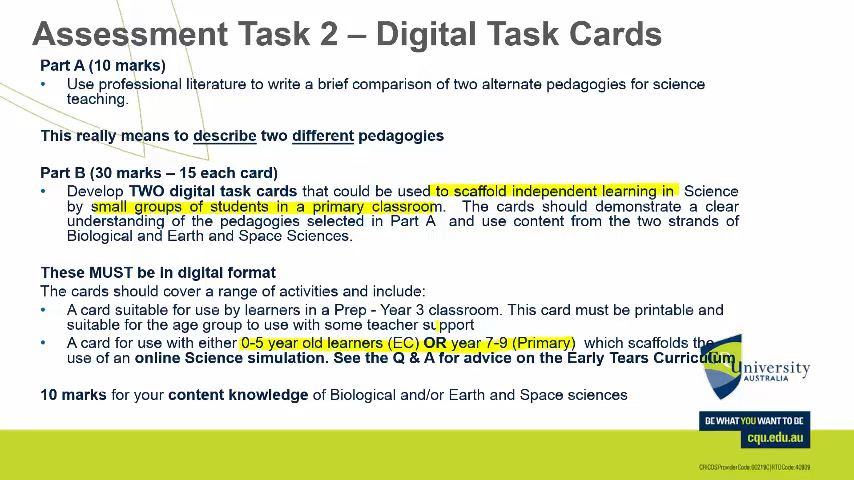 Assessment Task 2 – Digital Task Cards
Part A (10 marks)
• Use professional literature to write a brief comparison of two alternate pedagogies for science
teaching.
This really means to describe two different pedagogies
Part B (30 marks – 15 each card)
• Develop TWO digital task cards that could be used to scaffold independent learning in Science
by small groups of students in a primary classroom. The cards should demonstrate a clear
understanding of the pedagogies selected in Part A and use content from the two strands of
Biological and Earth and Space Sciences.
These MUST be in digital format
The cards should cover a range of activities and include:
• A card suitable for use by learners in a Prep - Year 3 classroom. This card must be printable and
suitable for the age group to use with some teacher support
• A card for use with either 0-5 year old learners (EC) OR year 7-9 (Primary) which scaffolds the
use of an online Science simulation. See the Q & A for advice on the Early Tears Curriculum
10 marks for your content knowledge of Biological and/or Earth and Space sciences
University
AUSTRALIA
BE WHAT YOU WANT TO BE
cqu.edu.au